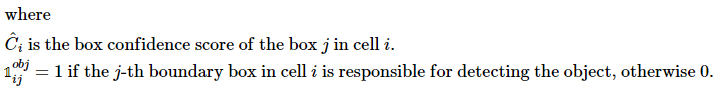 where
Ĉᵢ is the box confidence score of the box j in cell i.
𝟙ᵢⱼᵒᵇʲ = 1 if the j-th boundary box in cell i is responsible for detecting the object, otherwise 0.